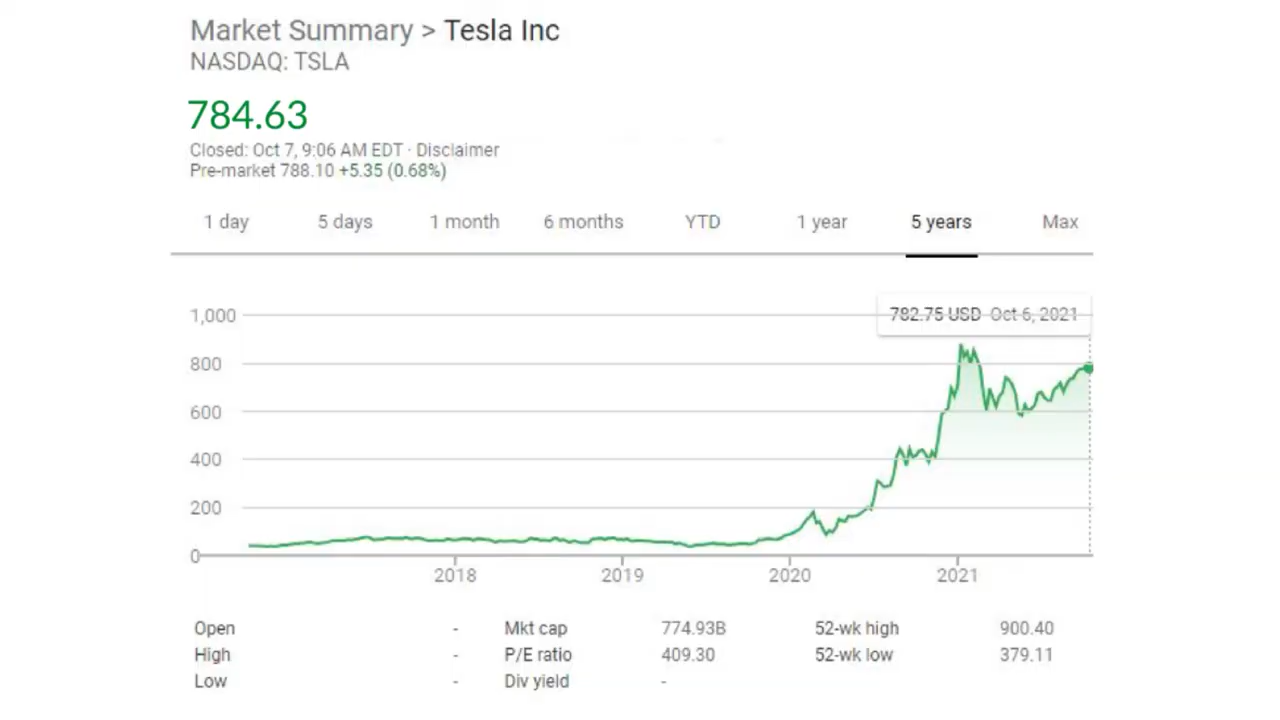 Market Summary > Tesla Inc
NASDAQ: TSLA
784.63
Closed: Oct 7, 9:06 AM EDT · Disclaimer
Pre-market 788.10 +5.35 (0.68%)
1 day 5 days 1 month 6 months YTD 1 year 5 years Max
782.75 USD Oct 6, 2021
1,000
800
600
400
200
0
2018 2019 2020 2021
Open - Mkt cap 774.93B 52-wk high 900.40
High - P/E ratio 409.30 52-wk low 379.11
Low - Div yield -